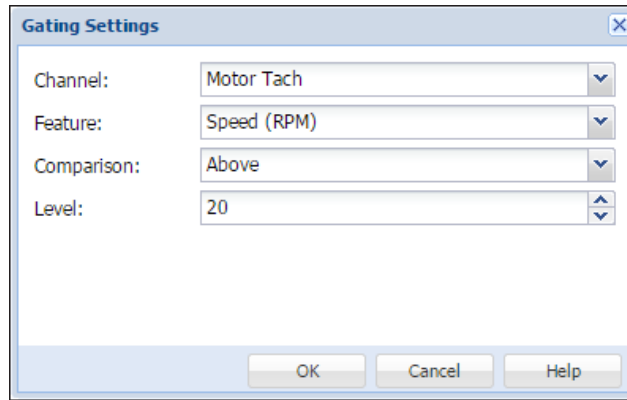 Gating Settings
Channel: Motor Tach
Feature: Speed (RPM)
Comparison: Above
Level: 20
OK Cancel Help